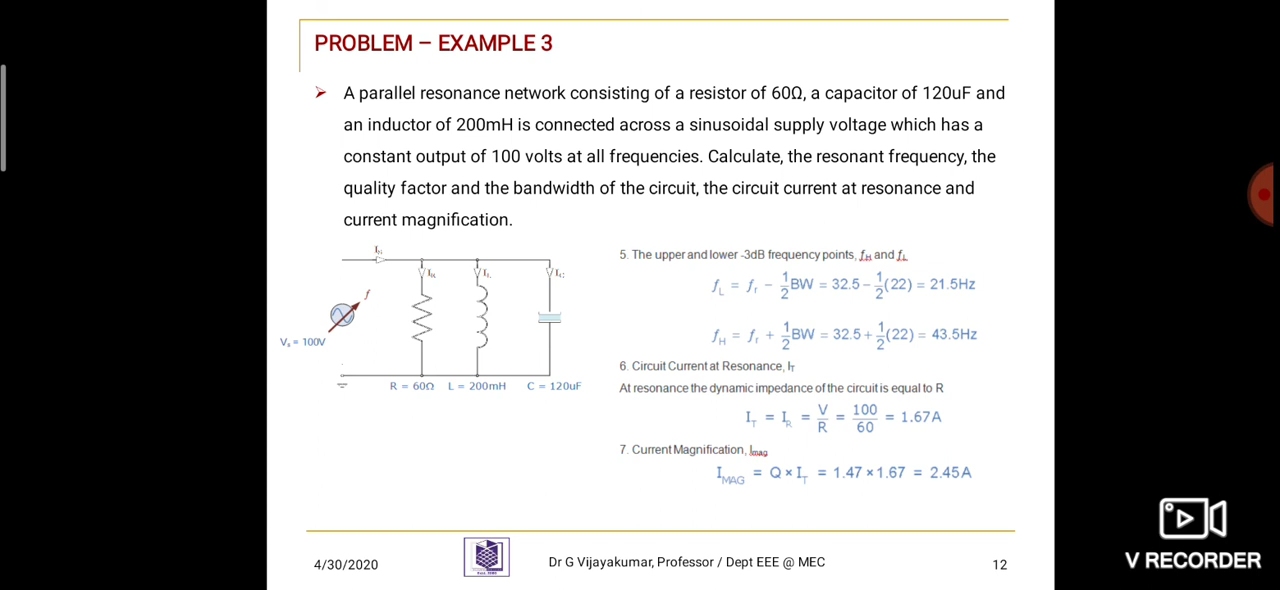 PROBLEM – EXAMPLE 3
A parallel resonance network consisting of a resistor of 60Ω, a capacitor of 120uF and
an inductor of 200mH is connected across a sinusoidal supply voltage which has a
constant output of 100 volts at all frequencies. Calculate, the resonant frequency, the
quality factor and the bandwidth of the circuit, the circuit current at resonance and
current magnification.
f
Vs = 100V
IR
IL
IC
R = 60Ω L = 200mH C = 120uF
5. The upper and lower -3dB frequency points, fH and fL
fL = fr - 1/2 BW = 32.5 - 1/2 (22) = 21.5Hz
fH = fr + 1/2 BW = 32.5 + 1/2 (22) = 43.5Hz
6. Circuit Current at Resonance, IT
At resonance the dynamic impedance of the circuit is equal to R
IT = IR = V/R = 100/60 = 1.67A
7. Current Magnification, Imag
IMAG = Q × IT = 1.47 × 1.67 = 2.45A
4/30/2020
Dr G Vijayakumar, Professor / Dept EEE @ MEC
12
V RECORDER